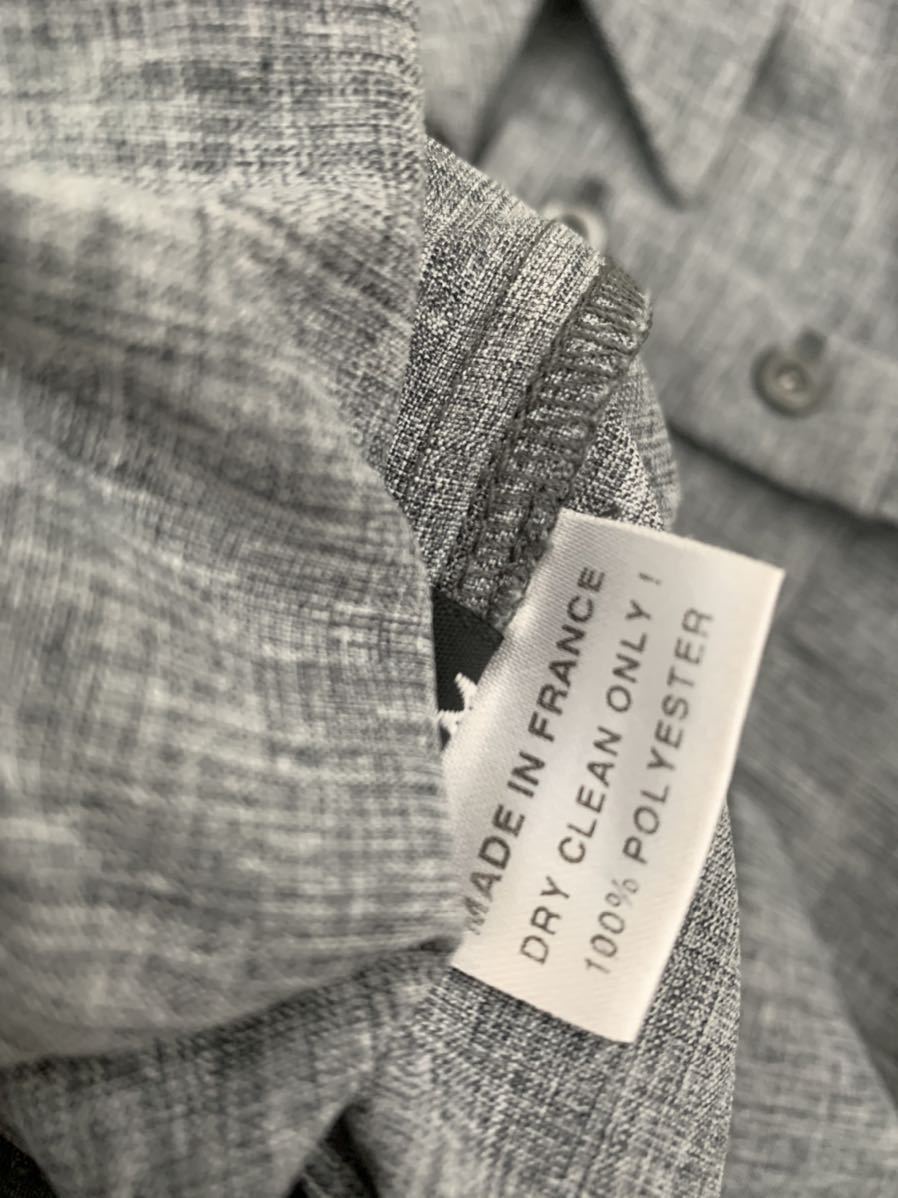 MADE IN FRANCE
DRY CLEAN ONLY !
100% POLYESTER